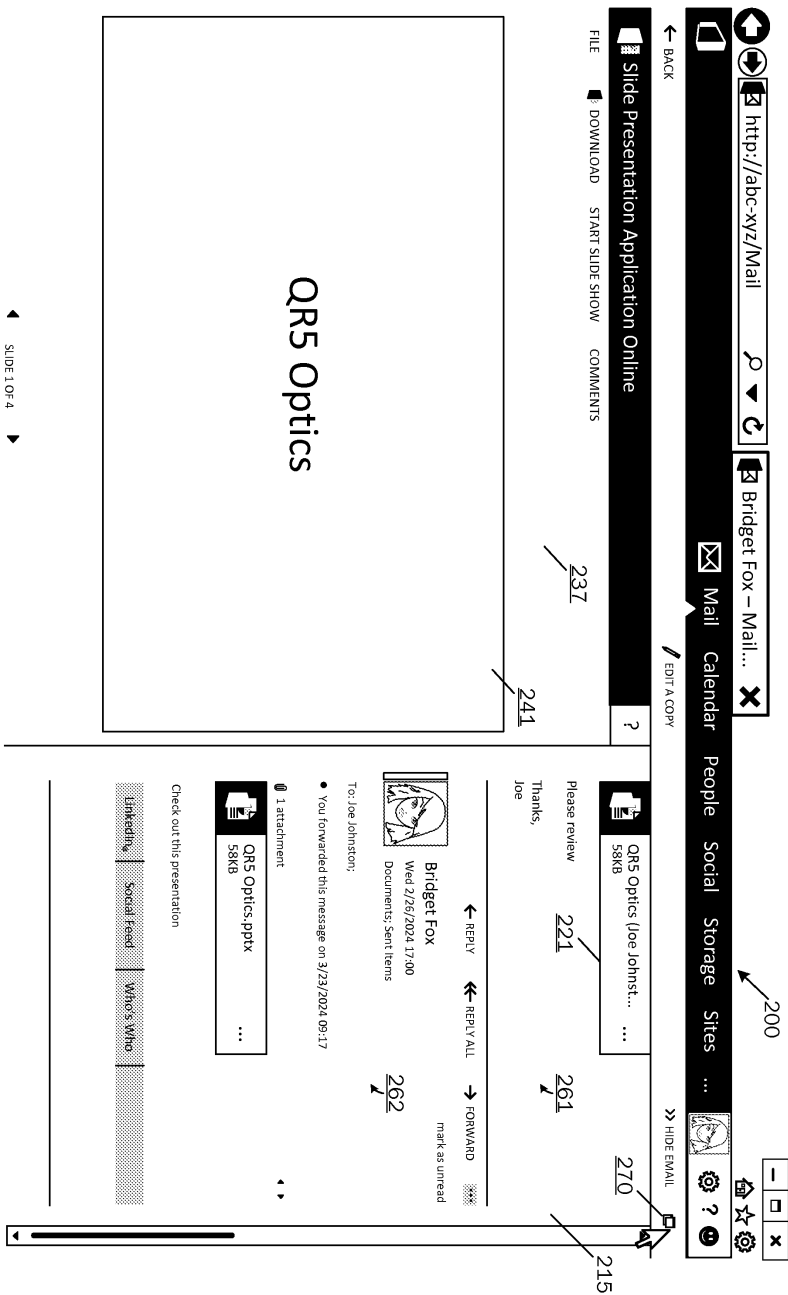 http://abc-xyz/Mail
Bridget Fox – Mail...
Mail Calendar People Social Storage Sites ...
?
BACK
EDIT A COPY
HIDE EMAIL
Slide Presentation Application Online
?
FILE DOWNLOAD START SLIDE SHOW COMMENTS
QR5 Optics
SLIDE 1 OF 4
QR5 Optics (Joe Johnst...
58KB
...
Please review
Thanks,
Joe
REPLY REPLY ALL FORWARD
mark as unread
Bridget Fox
Wed 2/26/2024 17:00
Documents; Sent Items
To: Joe Johnston;
• You forwarded this message on 3/23/2024 09:17
1 attachment
QR5 Optics.pptx
58KB
...
Check out this presentation
LinkedIn Social Feed Who's Who
200
237
241
221
261
262
270
215